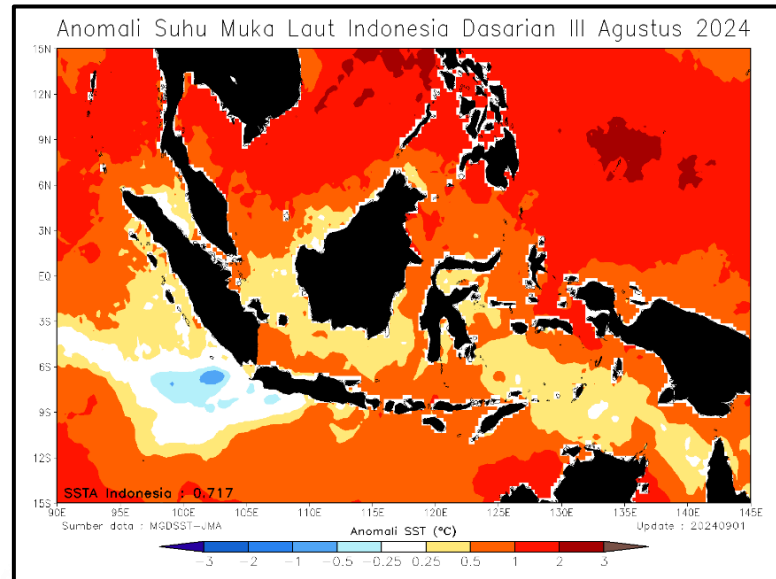 Anomali Suhu Muka Laut Indonesia Dasarian III Agustus 2024
15N
12N
9N
6N
3N
EQ
3S
6S
9S
12S
15S
SSTA Indonesia : 0.717
90E 95E 100E 105E 110E 115E 120E 125E 130E 135E 140E 145E
Sumber data : MGDSST-JMA Anomali SST (°C) Update : 20240901
-3 -2 -1 -0.5 -0.25 0.25 0.5 1 2 3